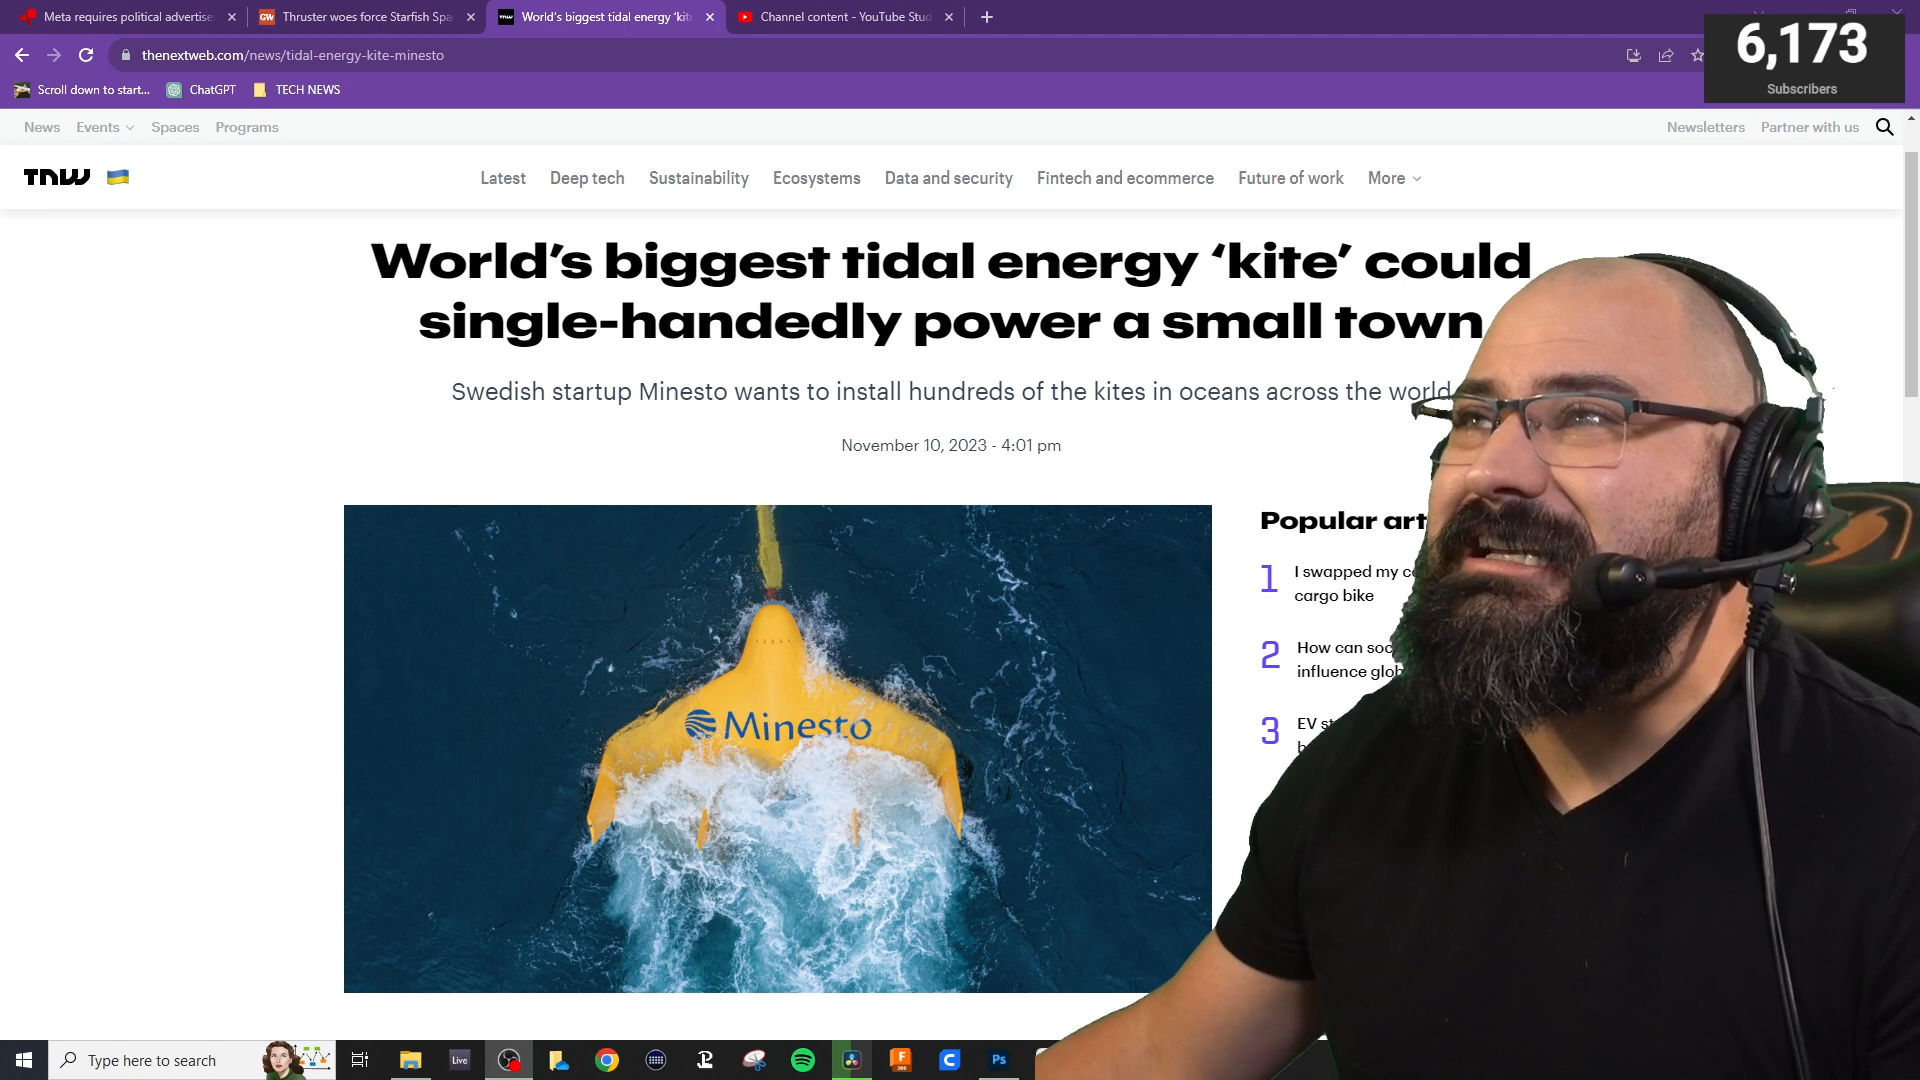 Meta requires political advertise
Thruster woes force Starfish Spa
World's biggest tidal energy 'kit
Channel content - YouTube Stud
thenextweb.com/news/tidal-energy-kite-minesto
6,173
Subscribers
Scroll down to start...
ChatGPT
TECH NEWS
News
Events
Spaces
Programs
Newsletters
Partner with us
TNW
Latest
Deep tech
Sustainability
Ecosystems
Data and security
Fintech and ecommerce
Future of work
More
World's biggest tidal energy ‘kite’ could
single-handedly power a small town
Swedish startup Minesto wants to install hundreds of the kites in oceans across the world
November 10, 2023 - 4:01 pm
Minesto
Popular art
1
I swapped my c
cargo bike
2
How can soc
influence glob
3
EV st
b
Type here to search
Live
Ps